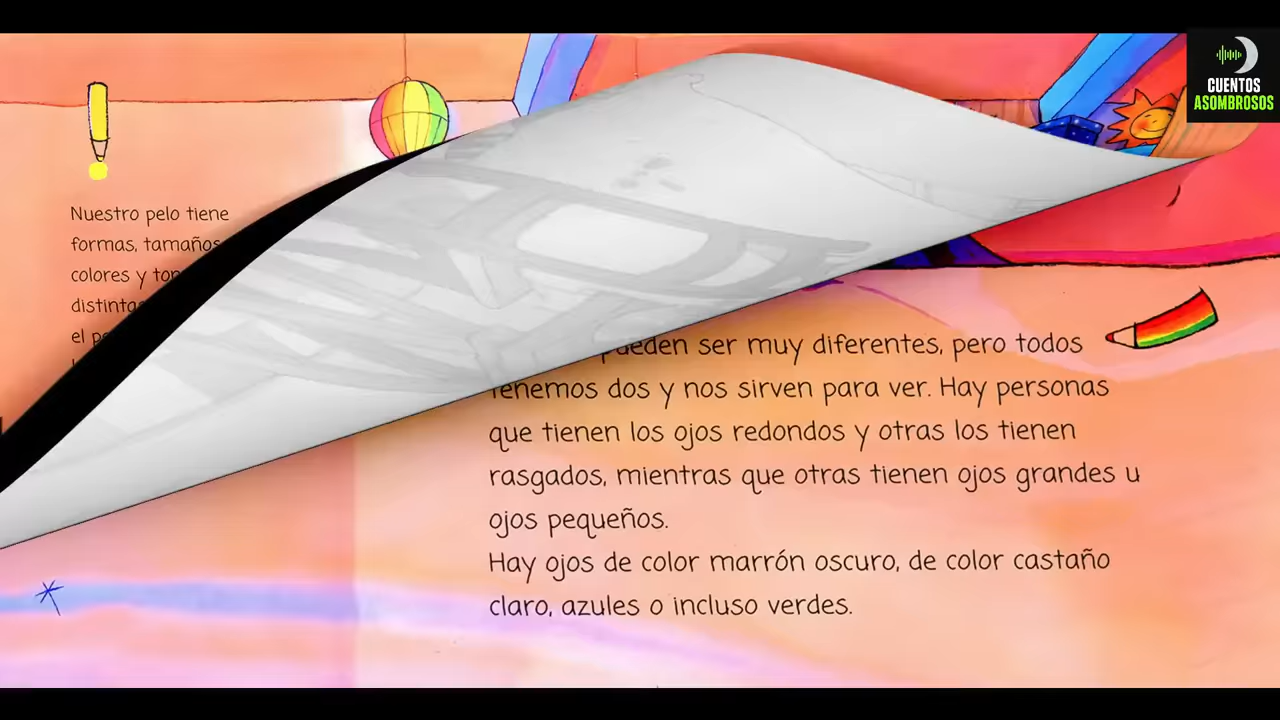 Nuestro pelo tiene
formas, tamaños
colores y
distinta
el
pueden ser muy diferentes, pero todos
tenemos dos y nos sirven para ver. Hay personas
que tienen los ojos redondos y otras los tienen
rasgados, mientras que otras tienen ojos grandes u
ojos pequeños.
Hay ojos de color marrón oscuro, de color castaño
claro, azules o incluso verdes.
CUENTOS
ASOMBROSOS